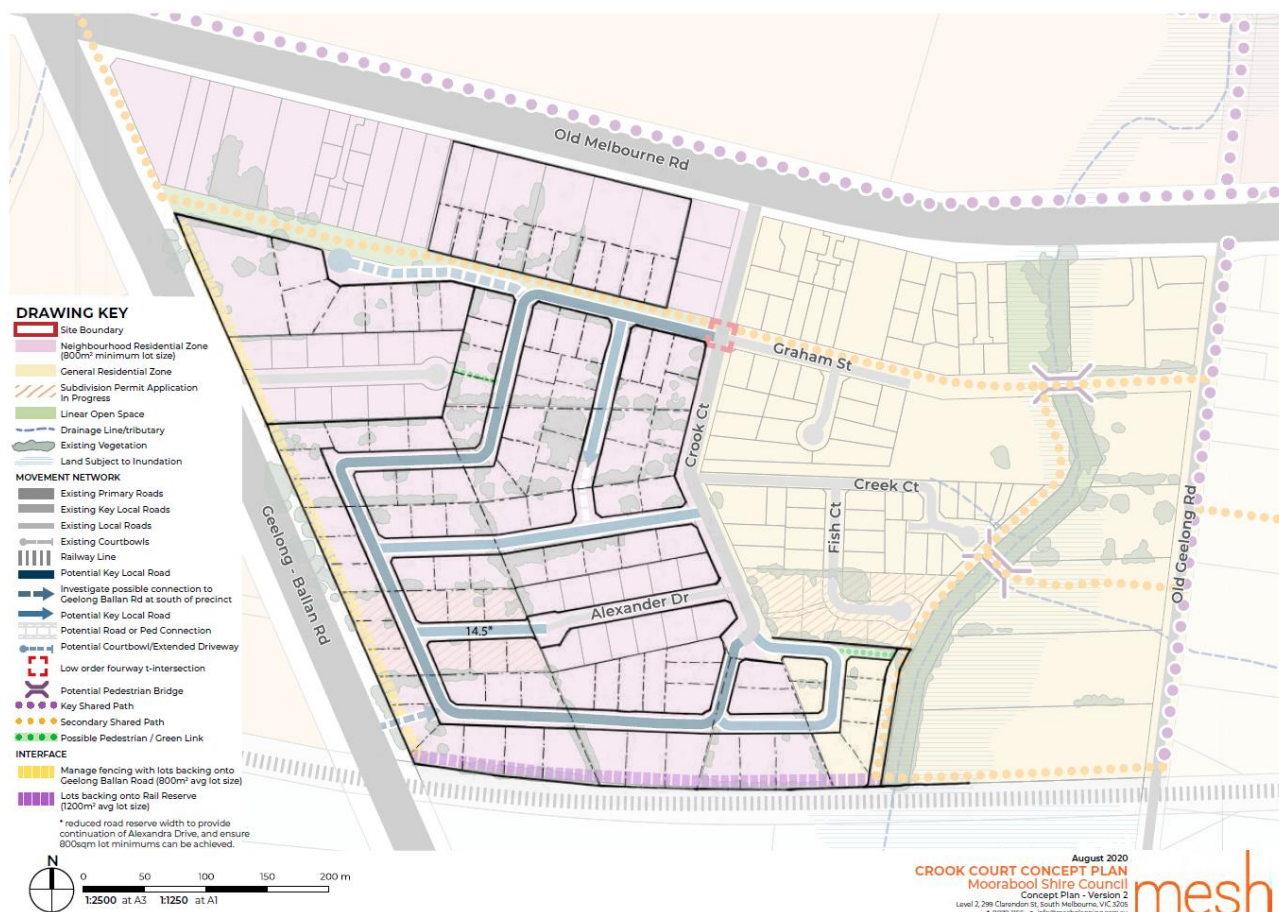 Old Melbourne Rd
Graham St
Crook Ct
Creek Ct
Fish Ct
Alexander Dr
14.5*
Geelong - Ballan Rd
Old Geelong Rd
DRAWING KEY
Site Boundary
Neighbourhood Residential Zone
(800m² minimum lot size)
General Residential Zone
Subdivision Permit Application
In Progress
Linear Open Space
Drainage Line/tributary
Existing Vegetation
Land Subject to Inundation
MOVEMENT NETWORK
Existing Primary Roads
Existing Key Local Roads
Existing Local Roads
Existing Courtbowls
Railway Line
Potential Key Local Road
Investigate possible connection to
Geelong Ballan Rd at south of precinct
Potential Key Local Road
Potential Road or Ped Connection
Potential Courtbowl/Extended Driveway
Low order fourway t-intersection
Potential Pedestrian Bridge
Key Shared Path
Secondary Shared Path
Possible Pedestrian / Green Link
INTERFACE
Manage fencing with lots backing onto
Geelong Ballan Road (800m² avg lot size)
Lots backing onto Rail Reserve
(1200m² avg lot size)
* reduced road reserve width to provide
continuation of Alexandra Drive, and ensure
800sqm lot minimums can be achieved.
N
0 50 100 150 200 m
1:2500 at A3 1:1250 at A1
August 2020
CROOK COURT CONCEPT PLAN
Moorabool Shire Council
Concept Plan - Version 2
Level 2, 299 Clarendon St, South Melbourne, VIC 3205
mesh